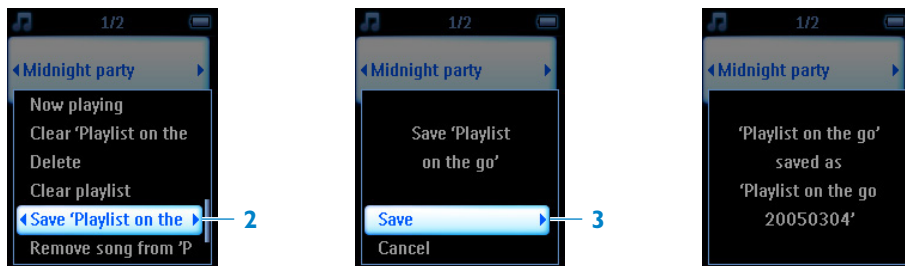 1/2
Midnight party
Now playing
Clear 'Playlist on the
Delete
Clear playlist
Save 'Playlist on the
Remove song from 'P
2
1/2
Midnight party
Save 'Playlist
on the go'
Save
Cancel
3
1/2
Midnight party
'Playlist on the go'
saved as
'Playlist on the go
20050304'